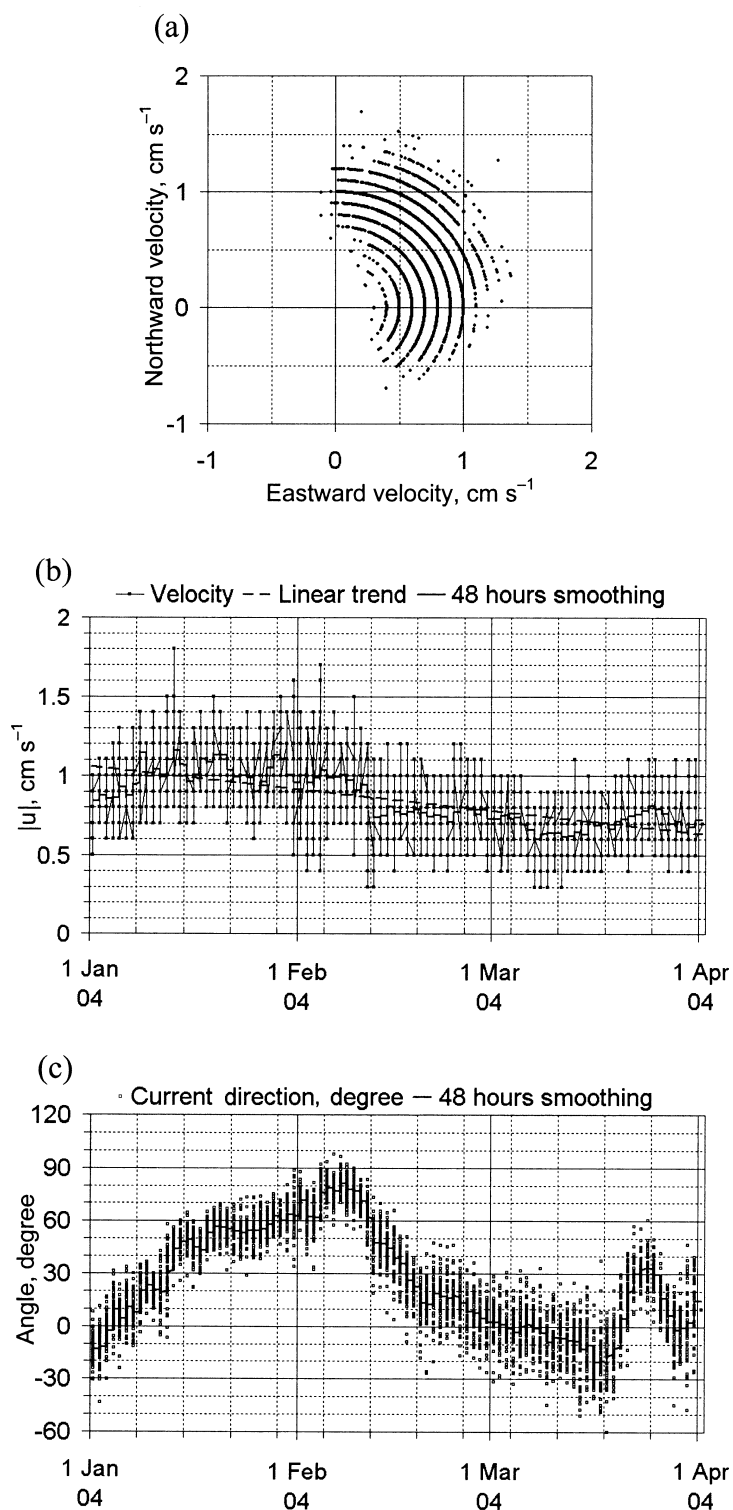 (a)
2
1
0
-1
Northward velocity, cm s⁻¹
-1 0 1 2
Eastward velocity, cm s⁻¹
(b)
Velocity Linear trend 48 hours smoothing
2
1.5
1
0.5
0
|u|, cm s⁻¹
1 Jan 1 Feb 1 Mar 1 Apr
04 04 04 04
(c)
Current direction, degree 48 hours smoothing
120
90
60
30
0
-30
-60
Angle, degree
1 Jan 1 Feb 1 Mar 1 Apr
04 04 04 04